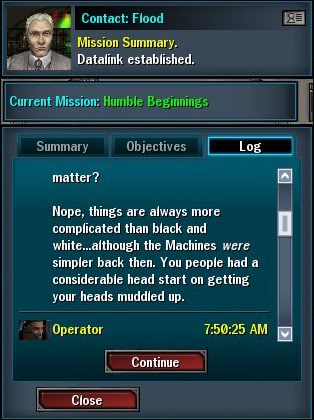 Contact: Flood
Mission Summary.
Datalink established.
Current Mission: Humble Beginnings
Summary
Objectives
Log
matter?
Nope, things are always more
complicated than black and
white...although the Machines were
simpler back then. You people had a
considerable head start on getting
your heads muddled up.
Operator
7:50:25 AM
Continue
Close